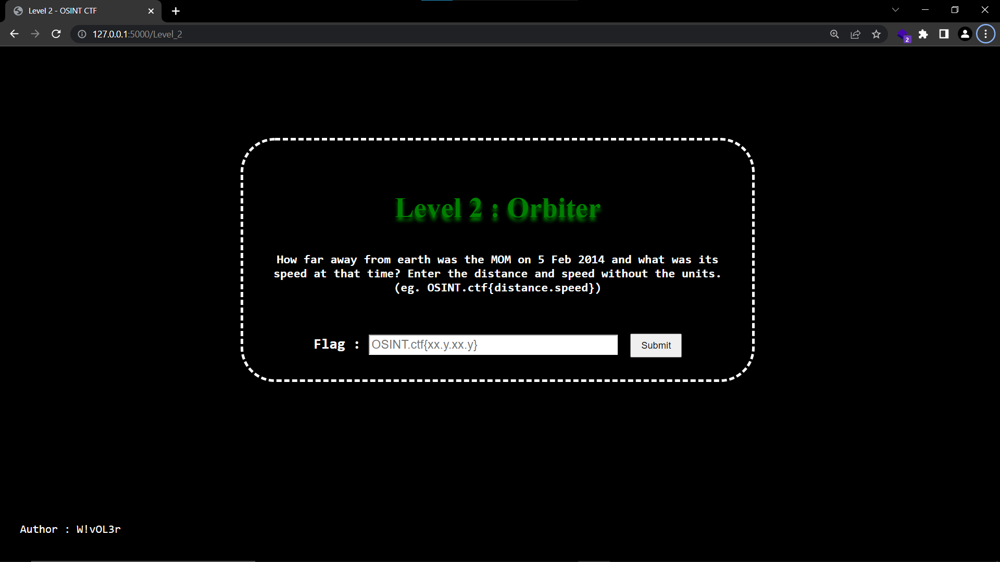 Level 2 - OSINT CTF
127.0.0.1:5000/Level_2
2
Level 2 : Orbiter
How far away from earth was the MOM on 5 Feb 2014 and what was its
speed at that time? Enter the distance and speed without the units.
(eg. OSINT.ctf{distance.speed})
Flag : OSINT.ctf{xx.y.xx.y} Submit
Author : W!vOL3r